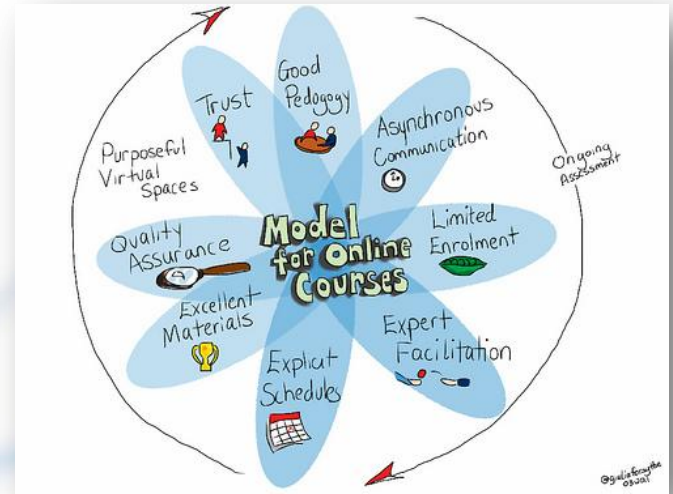 Good
Pedagogy
Trust
Asynchronous
Communication
Purposeful
Virtual
Spaces
Ongoing
Assessment
Quality
Assurance
Model
for Online
Courses
Limited
Enrolment
Excellent
Materials
Expert
Facilitation
Explicit
Schedules
@giuliaforsythe